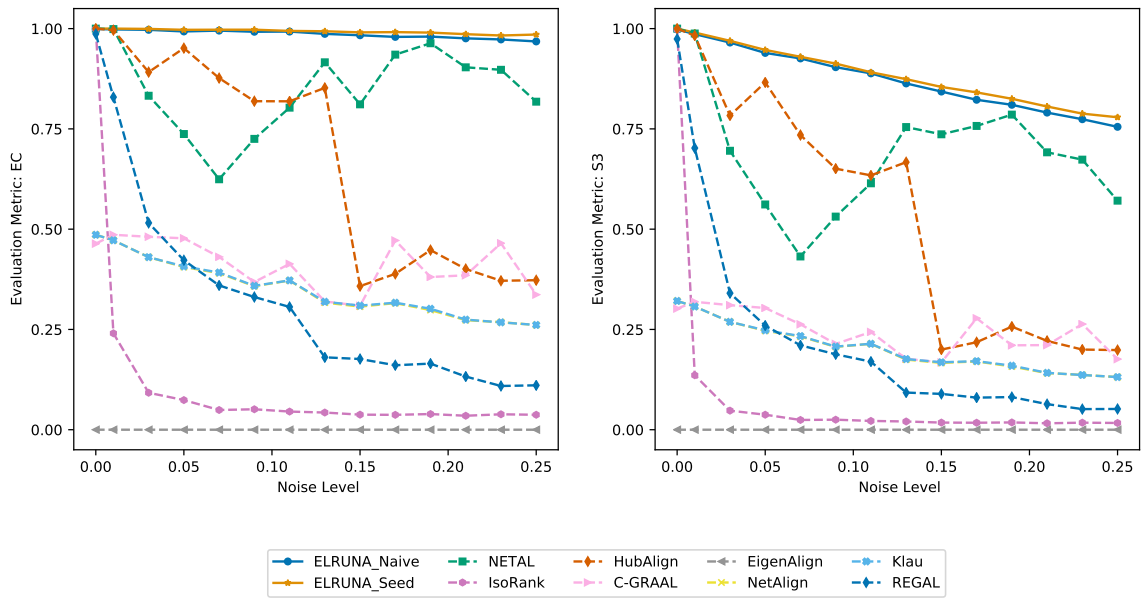 1.00
0.75
0.50
0.25
0.00
Evaluation Metric: EC
0.00 0.05 0.10 0.15 0.20 0.25
Noise Level
1.00
0.75
0.50
0.25
0.00
Evaluation Metric: S3
0.00 0.05 0.10 0.15 0.20 0.25
Noise Level
ELRUNA_Naive NETAL HubAlign EigenAlign Klau
ELRUNA_Seed IsoRank C-GRAAL NetAlign REGAL